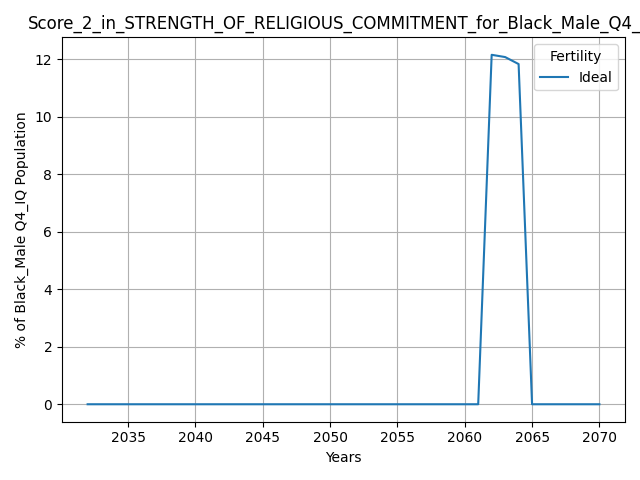 Score_2_in_STRENGTH_OF_RELIGIOUS_COMMITMENT_for_Black_Male_Q4_
Fertility
Ideal
12
10
8
6
4
2
0
% of Black_Male Q4_IQ Population
2035 2040 2045 2050 2055 2060 2065 2070
Years